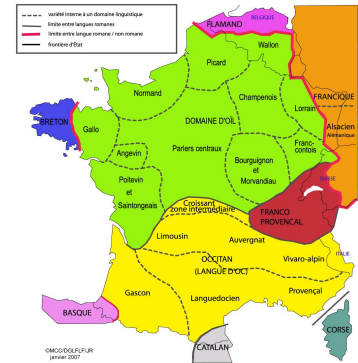 variété interne à un domaine linguistique
limite entre langues romanes
limite entre langue romane / non romane
frontière d'État
BELGIQUE
FLAMAND
Wallon
Picard
FRANCIQUE
Normand
Champenois
Lorrain
BRETON
Gallo
DOMAINE D'OÏL
Alsacien
Alémanique
Angevin
Parlers centraux
Franc-
comtois
Bourguignon
et
Morvandiau
Poitevin
et
Saintongeais
SUISSE
Croissant
zone intermédiaire
FRANCO
PROVENCAL
Limousin
Auvergnat
ITALIE
OCCITAN
(LANGUE D'OC)
Vivaro-alpin
Gascon
Languedocien
Provençal
BASQUE
CORSE
CATALAN
©MCC/DGLFLF/JR
janvier 2007